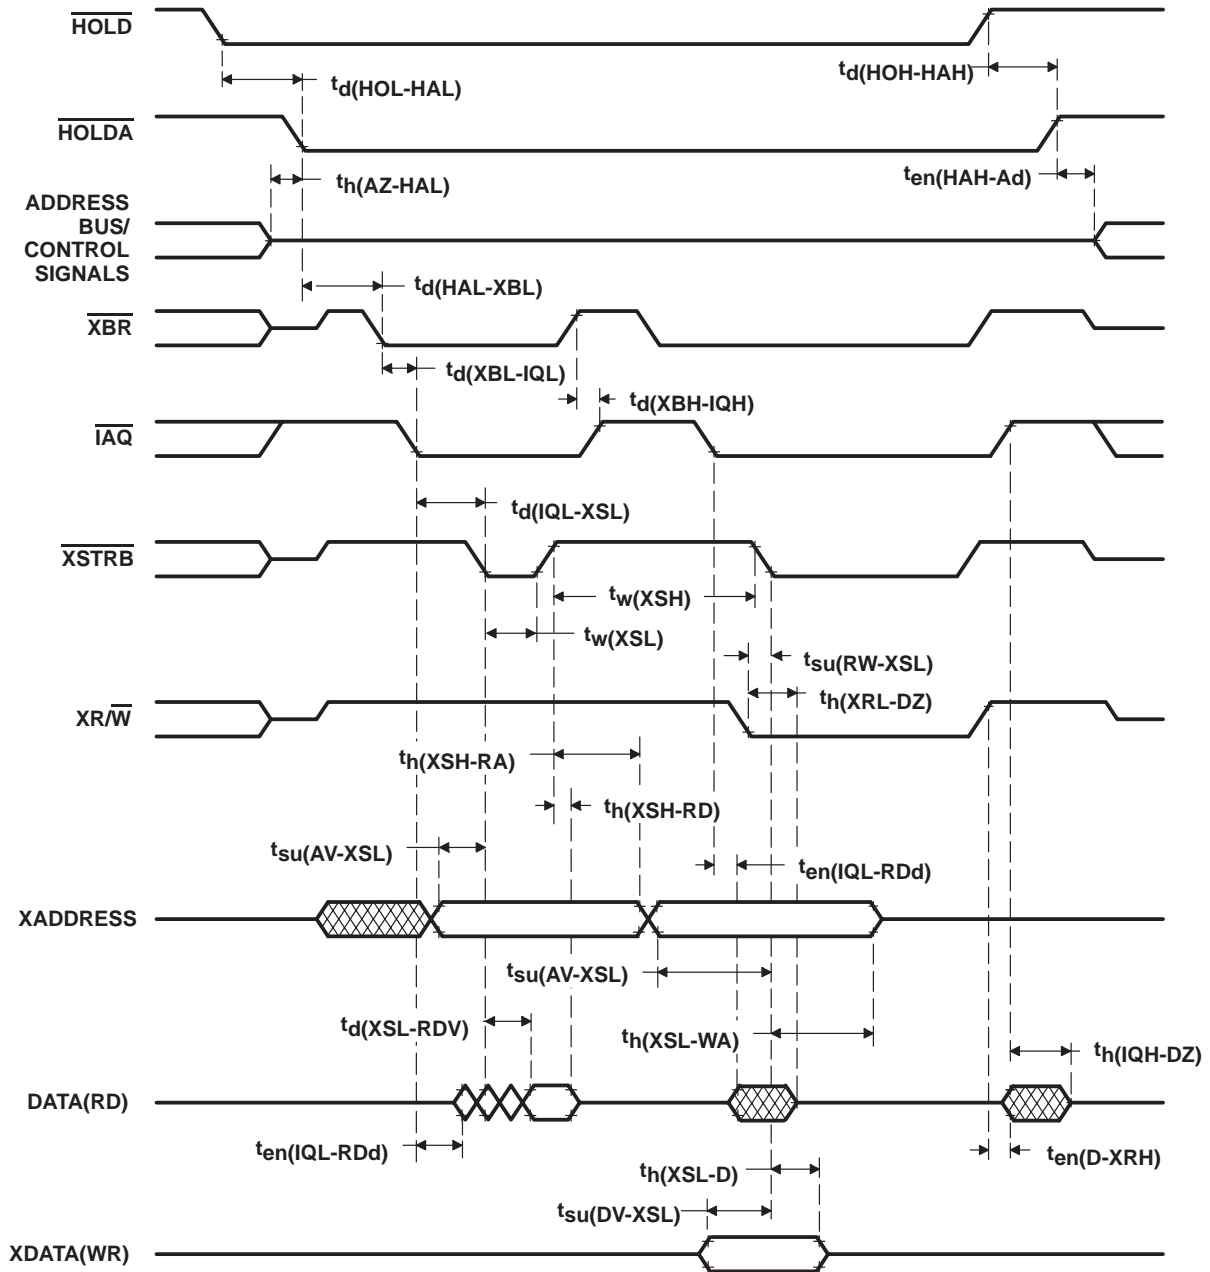 HOLD
td(HOL-HAL)
td(HOH-HAH)
HOLDA
th(AZ-HAL)
ten(HAH-Ad)
ADDRESS
BUS/
CONTROL
SIGNALS
td(HAL-XBL)
XBR
td(XBL-IQL)
td(XBH-IQH)
IAQ
td(IQL-XSL)
XSTRB
tw(XSH)
tw(XSL)
tsu(RW-XSL)
th(XRL-DZ)
XR/W
th(XSH-RA)
th(XSH-RD)
tsu(AV-XSL)
ten(IQL-RDd)
XADDRESS
tsu(AV-XSL)
td(XSL-RDV)
th(XSL-WA)
th(IQH-DZ)
DATA(RD)
ten(IQL-RDd)
ten(D-XRH)
th(XSL-D)
tsu(DV-XSL)
XDATA(WR)